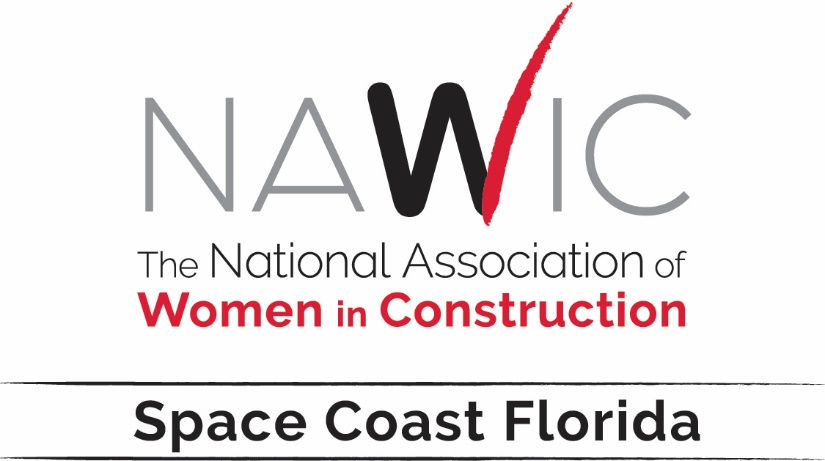 NAWIC
The National Association of
Women in Construction
Space Coast Florida